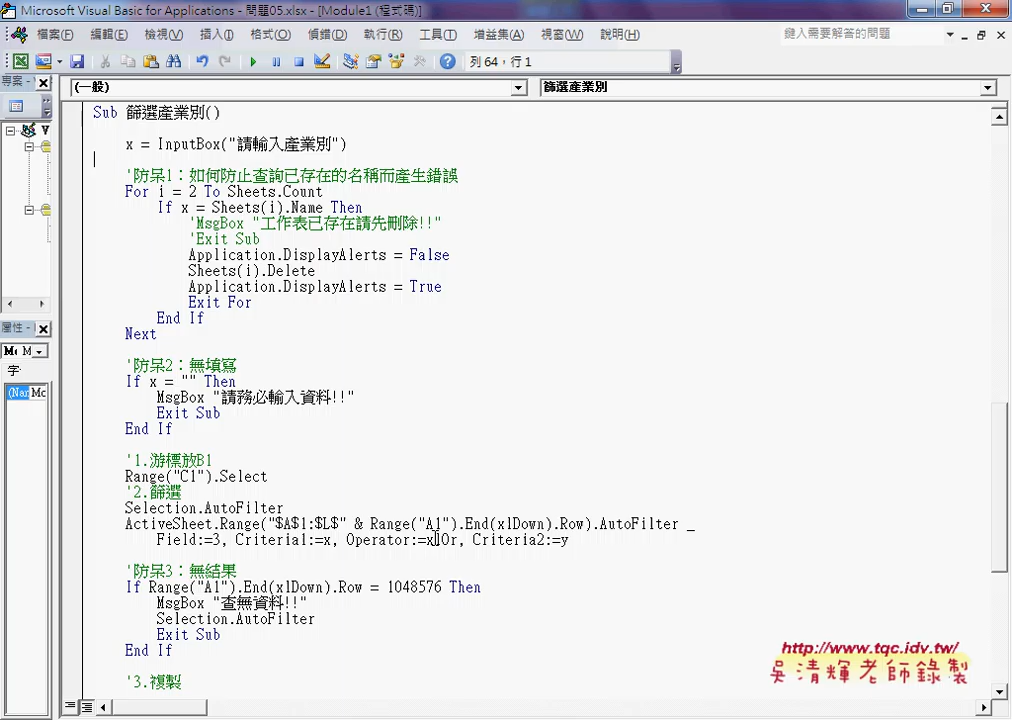 Microsoft Visual Basic for Applications - 問題05.xlsx - [Module1 (程式碼)]
檔案(F) 編輯(E) 檢視(V) 插入(I) 格式(O) 偵錯(D) 執行(R) 工具(T) 增益集(A) 視窗(W) 說明(H) 鍵入需要解答的問題
列 64，行 1
專案 -
(一般) 篩選產業別
Sub 篩選產業別()
x = InputBox("請輸入產業別")
'防呆1：如何防止查詢已存在的名稱而產生錯誤
For i = 2 To Sheets.Count
If x = Sheets(i).Name Then
'MsgBox "工作表已存在請先刪除!!"
'Exit Sub
Application.DisplayAlerts = False
Sheets(i).Delete
Application.DisplayAlerts = True
Exit For
End If
Next
'防呆2：無填寫
If x = "" Then
MsgBox "請務必輸入資料!!"
Exit Sub
End If
'1.游標放B1
Range("C1").Select
'2.篩選
Selection.AutoFilter
ActiveSheet.Range("$A$1:$L$" & Range("A1").End(xlDown).Row).AutoFilter _
Field:=3, Criteria1:=x, Operator:=xlOr, Criteria2:=y
'防呆3：無結果
If Range("A1").End(xlDown).Row = 1048576 Then
MsgBox "查無資料!!"
Selection.AutoFilter
Exit Sub
End If
'3.複製
屬性 -
字
http://www.tqc.idv.tw/
吳清輝老師錄製